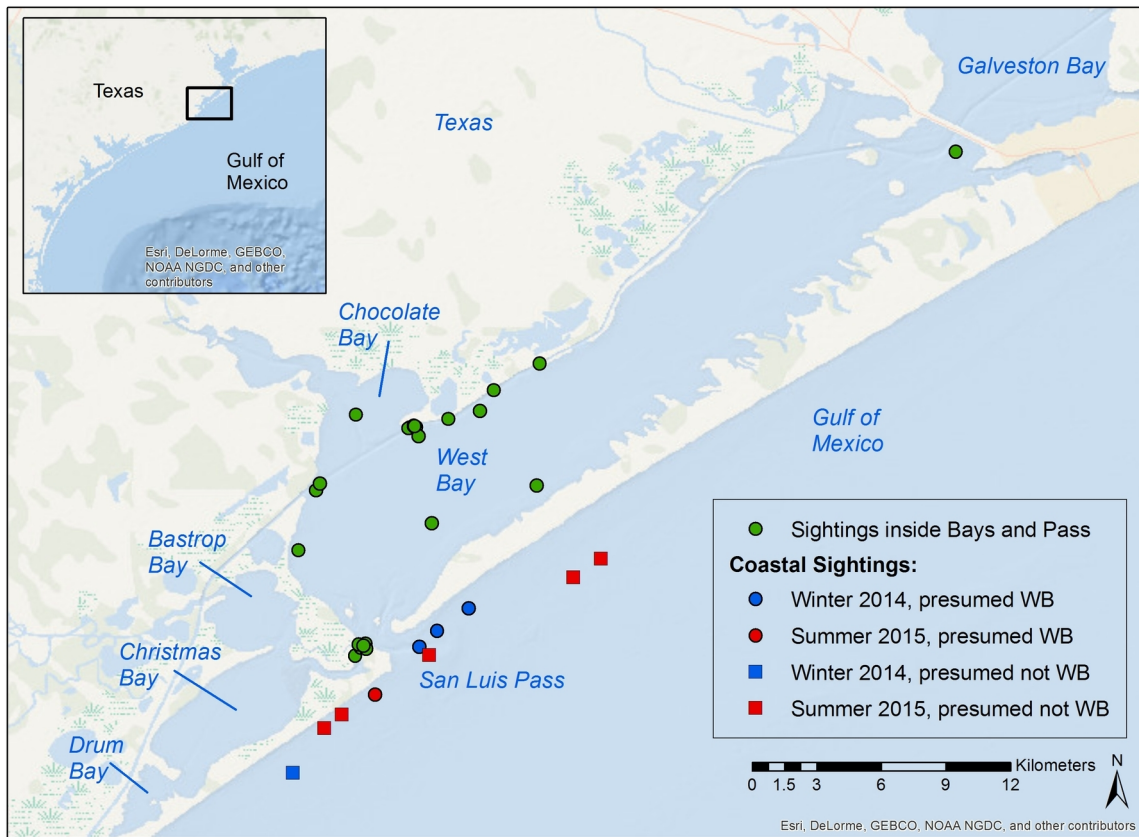 Texas
Gulf of
Mexico
Esri, DeLorme, GEBCO,
NOAA NGDC, and other
contributors
Galveston Bay
Texas
Chocolate
Bay
Gulf of
Mexico
West
Bay
Bastrop
Bay
Christmas
Bay
San Luis Pass
Drum
Bay
Sightings inside Bays and Pass
Coastal Sightings:
Winter 2014, presumed WB
Summer 2015, presumed WB
Winter 2014, presumed not WB
Summer 2015, presumed not WB
Kilometers
0 1.5 3 6 9 12
N
Esri, DeLorme, GEBCO, NOAA NGDC, and other contributors